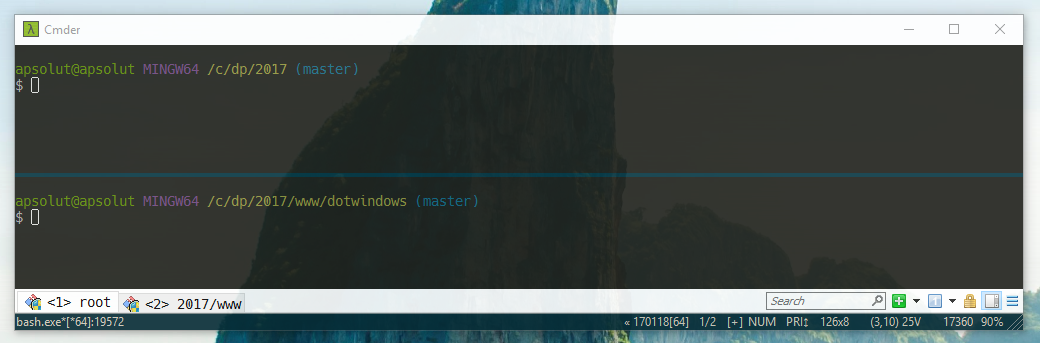 λ Cmder
apsolut@apsolut MINGW64 /c/dp/2017 (master)
$
apsolut@apsolut MINGW64 /c/dp/2017/www/dotwindows (master)
$
<1> root <2> 2017/www Search 1
bash.exe*[*64]:19572 « 170118[64] 1/2 [+] NUM PRI↕ 126x8 (3,10) 25V 17360 90%